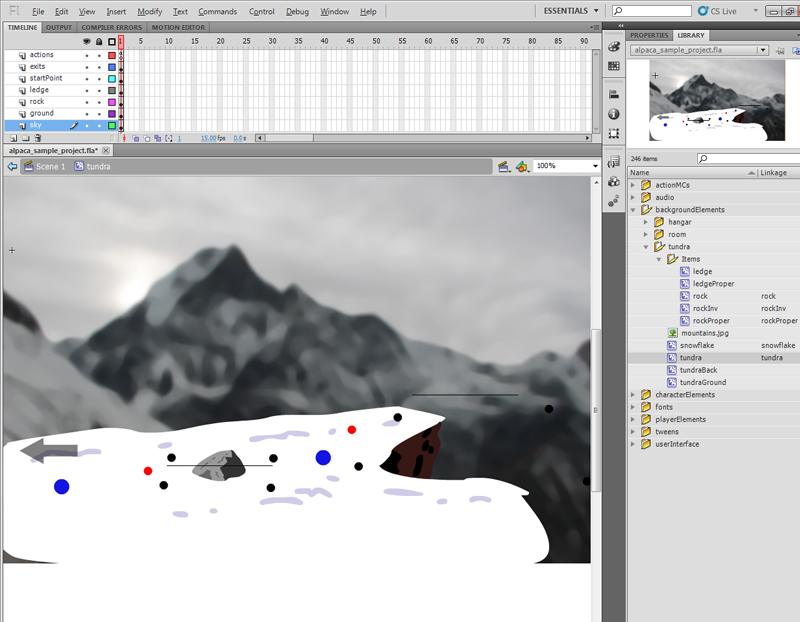 Fl File Edit View Insert Modify Text Commands Control Debug Window Help ESSENTIALS CS Live
TIMELINE OUTPUT COMPILER ERRORS MOTION EDITOR
1 5 10 15 20 25 30 35 40 45 50 55 60 65 70 75 80 85 90
actions
exits
startPoint
ledge
rock
ground
sky
1 15.00 fps 0.0 s
alpaca_sample_project.fla*
Scene 1 tundra 100%
PROPERTIES LIBRARY
alpaca_sample_project.fla
246 items
Name Linkage
actionMCs
audio
backgroundElements
hangar
room
tundra
Items
ledge
ledgeProper
rock rock
rockInv rockInv
rockProper rockProper
mountains.jpg
snowflake snowflake
tundra tundra
tundraBack
tundraGround
characterElements
fonts
playerElements
tweens
userInterface